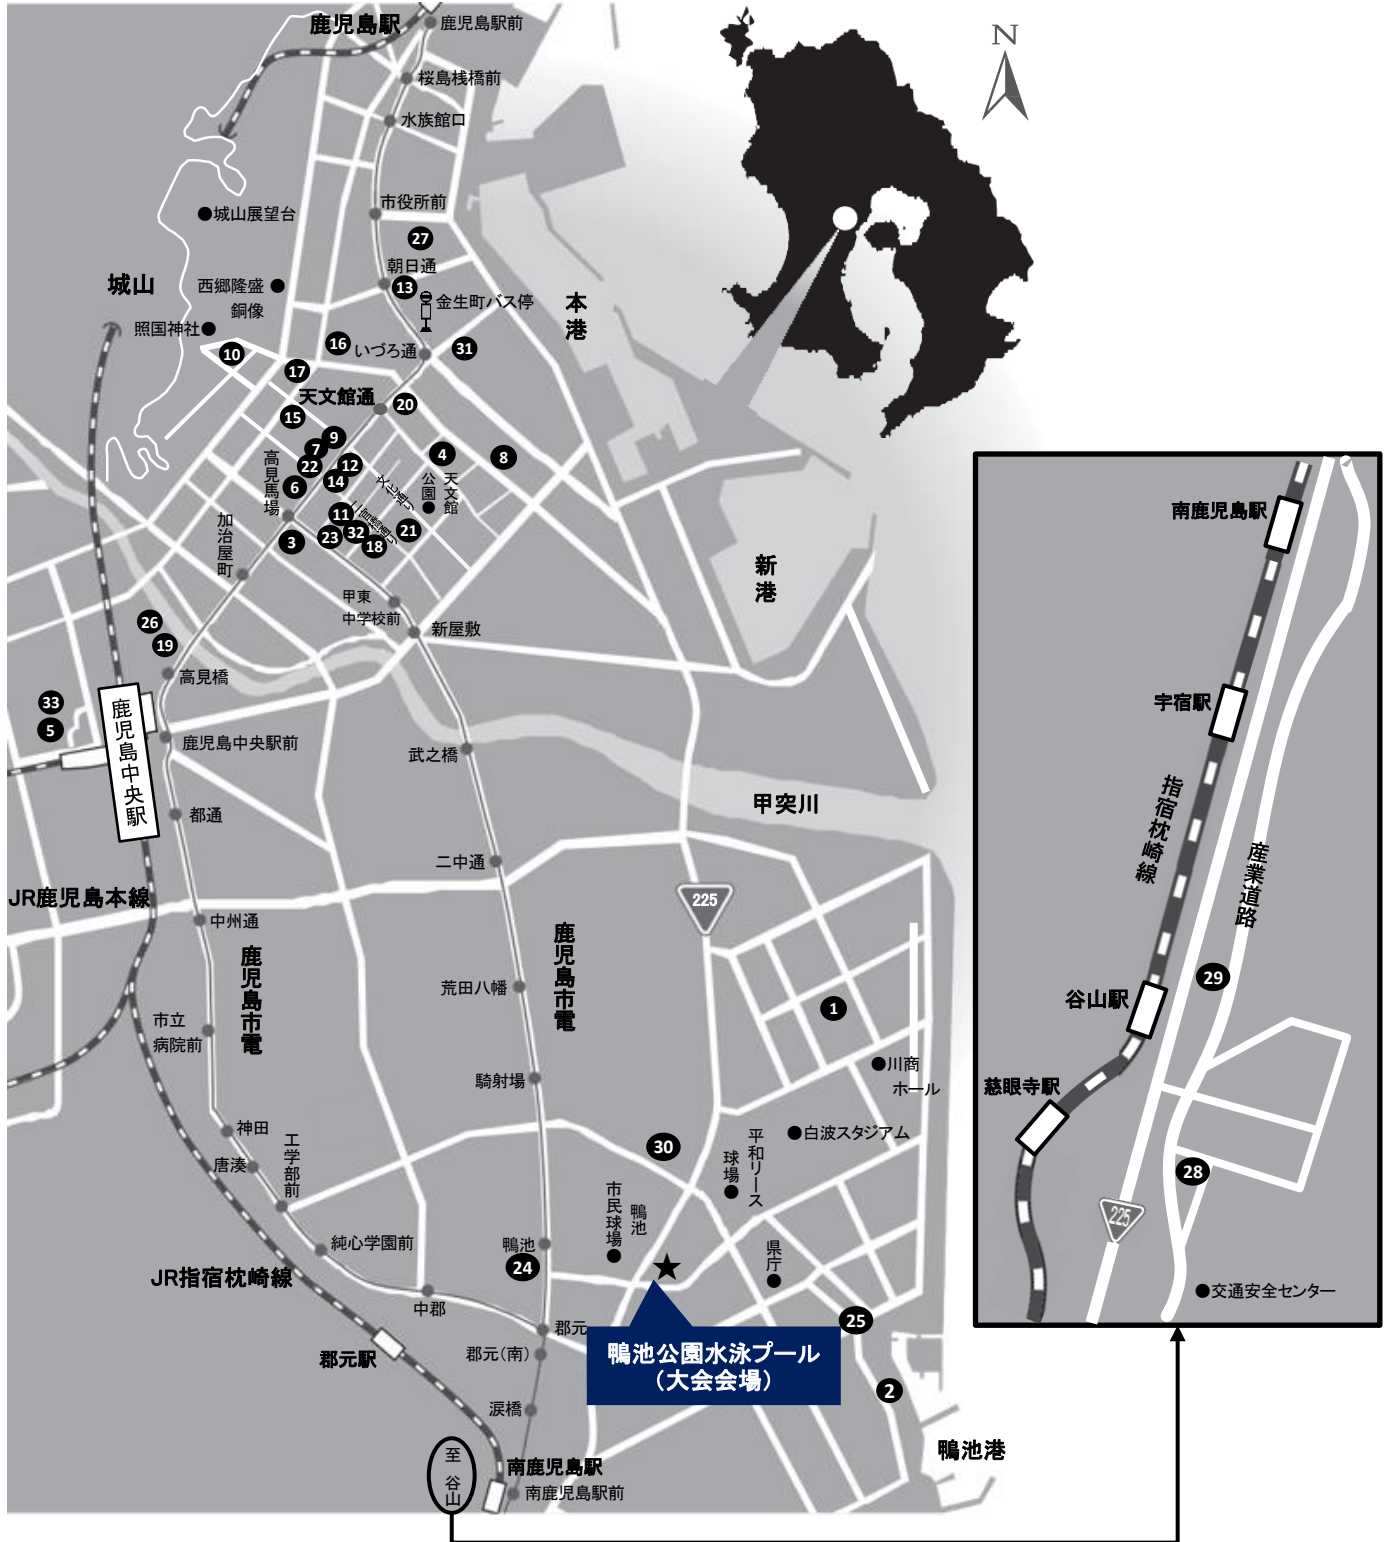 鹿児島駅
鹿児島駅前
N
桜島桟橋前
水族館口
市役所前
城山展望台
27
朝日通
城山
西郷隆盛
銅像
13
金生町バス停
本港
照国神社
10
16
いづろ通
31
17
天文館通
20
15
9
7
4
8
高見馬場
22
12
6
14
文化通り
天文館
公園
11
二官橋通り
3
23
32
18
21
加治屋町
新港
甲東
中学校前
新屋敷
26
19
高見橋
33
5
鹿児島中央駅
鹿児島中央駅前
武之橋
都通
甲突川
二中通
JR鹿児島本線
225
中州通
鹿児島市電
鹿児島市電
荒田八幡
1
市立
病院前
騎射場
川商
ホール
神田
唐湊
工学部前
30
平和リース
球場
白波スタジアム
鴨池
市民球場
純心学園前
鴨池
24
県庁
JR指宿枕崎線
中郡
25
郡元
郡元駅
郡元(南)
鴨池公園水泳プール
(大会会場)
2
涙橋
至 谷山
南鹿児島駅
南鹿児島駅前
鴨池港
南鹿児島駅
宇宿駅
指宿枕崎線
産業道路
29
谷山駅
慈眼寺駅
28
225
交通安全センター